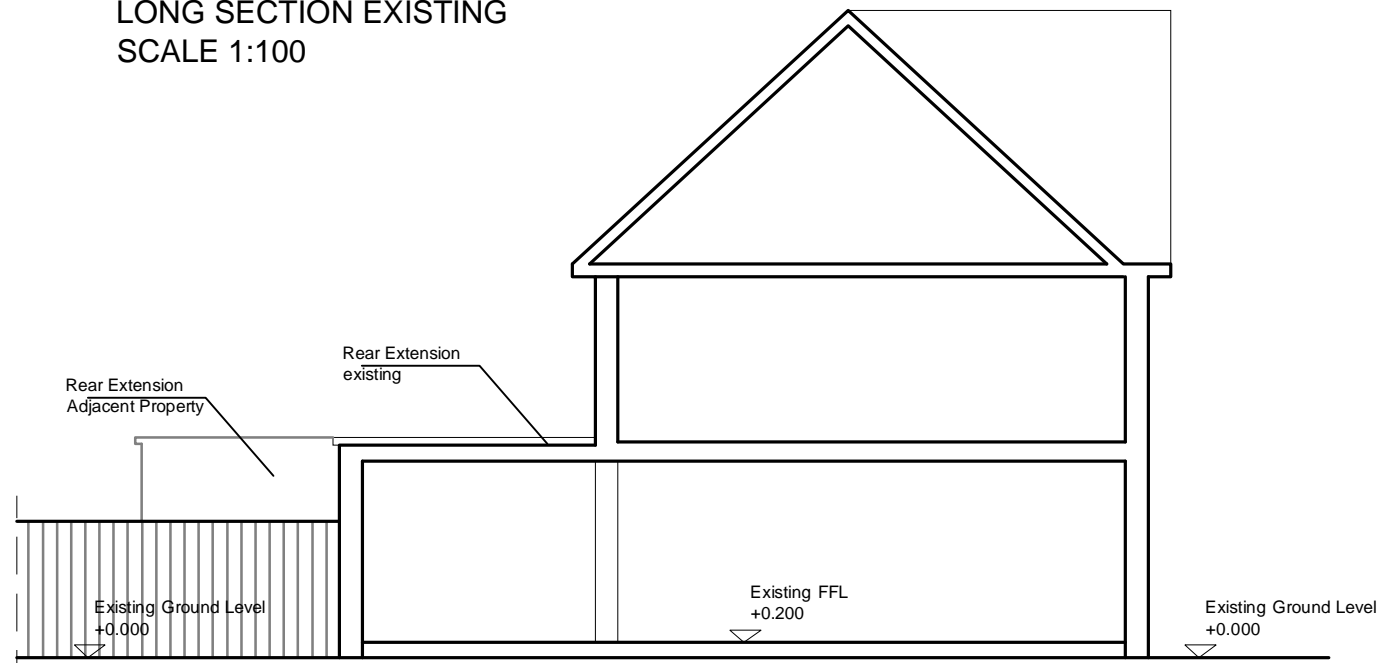 LONG SECTION EXISTING
SCALE 1:100
Rear Extension
existing
Rear Extension
Adjacent Property
Existing FFL
+0.200
Existing Ground Level
+0.000
Existing Ground Level
+0.000